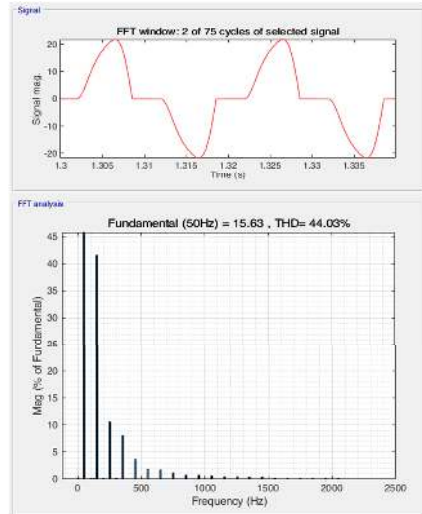 Signal
FFT window: 2 of 75 cycles of selected signal
20
10
0
-10
-20
Signal mag.
1.3 1.305 1.31 1.315 1.32 1.325 1.33 1.335
Time (s)
FFT analysis
Fundamental (50Hz) = 15.63 , THD= 44.03%
45
40
35
30
26
20
15
10
5
0
Mag (% of Fundamental)
0 500 1000 1500 2000 2500
Frequency (Hz)